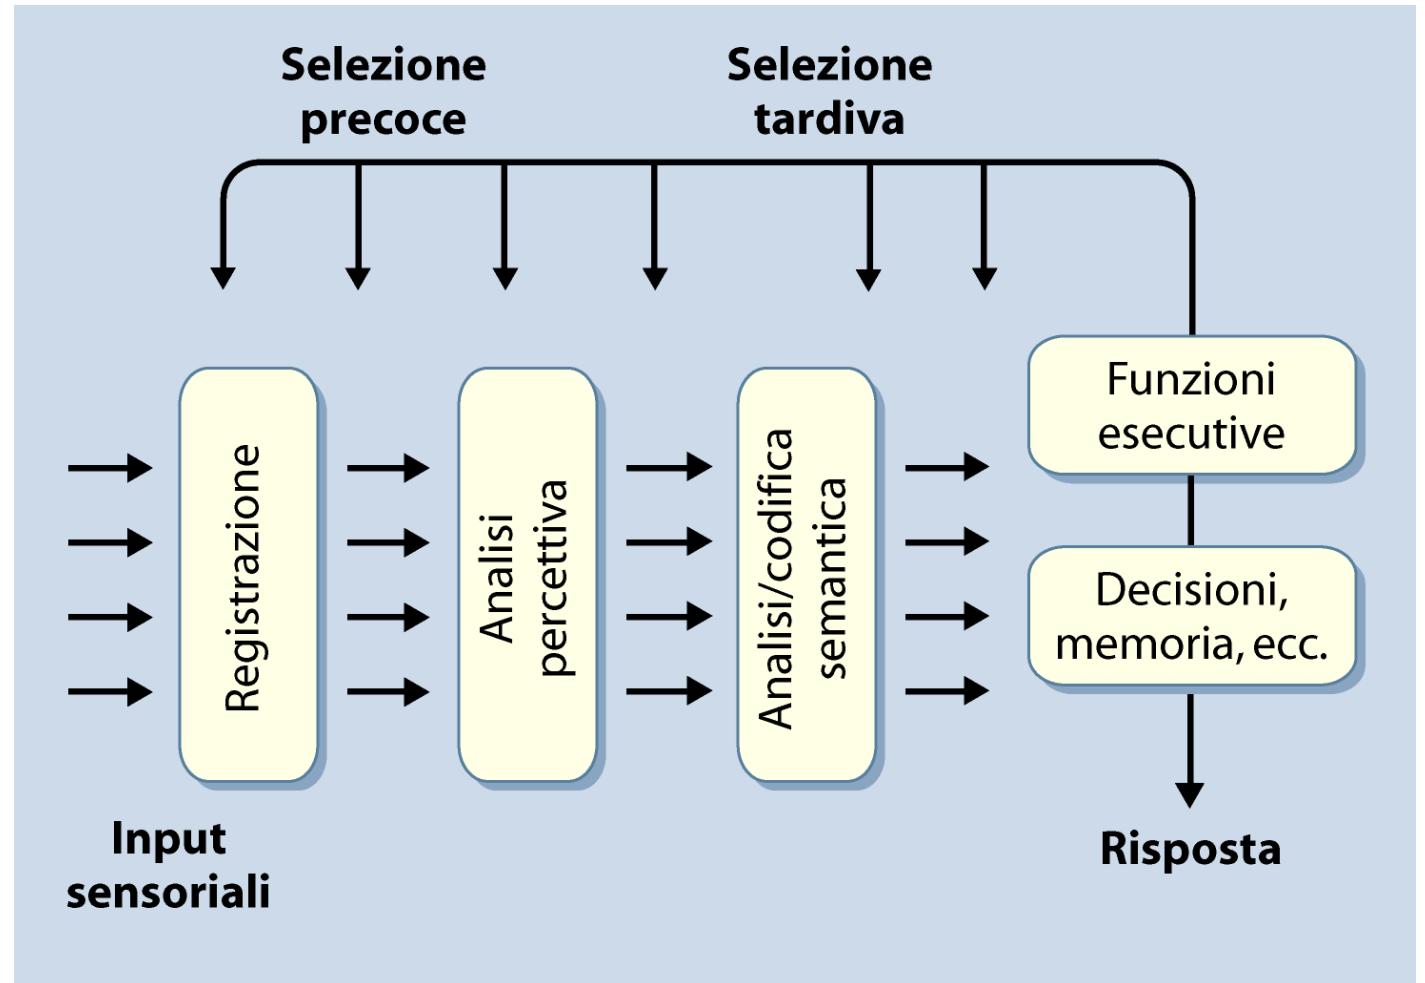 Selezione
precoce
Selezione
tardiva
Registrazione
Analisi
percettiva
Analisi/codifica
semantica
Funzioni
esecutive
Decisioni,
memoria, ecc.
Input
sensoriali
Risposta